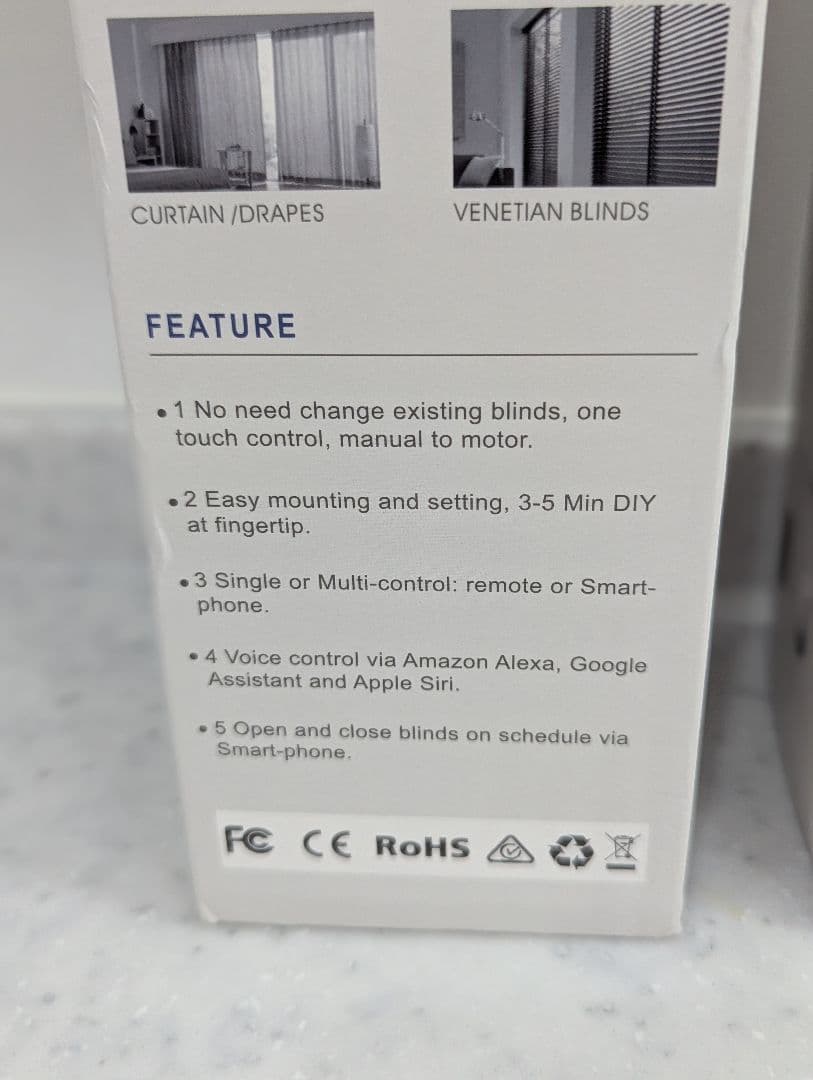 CURTAIN /DRAPES
VENETIAN BLINDS
FEATURE
• 1 No need change existing blinds, one
touch control, manual to motor.
• 2 Easy mounting and setting, 3-5 Min DIY
at fingertip.
• 3 Single or Multi-control: remote or Smart-
phone.
• 4 Voice control via Amazon Alexa, Google
Assistant and Apple Siri.
• 5 Open and close blinds on schedule via
Smart-phone.
FC CE RoHS